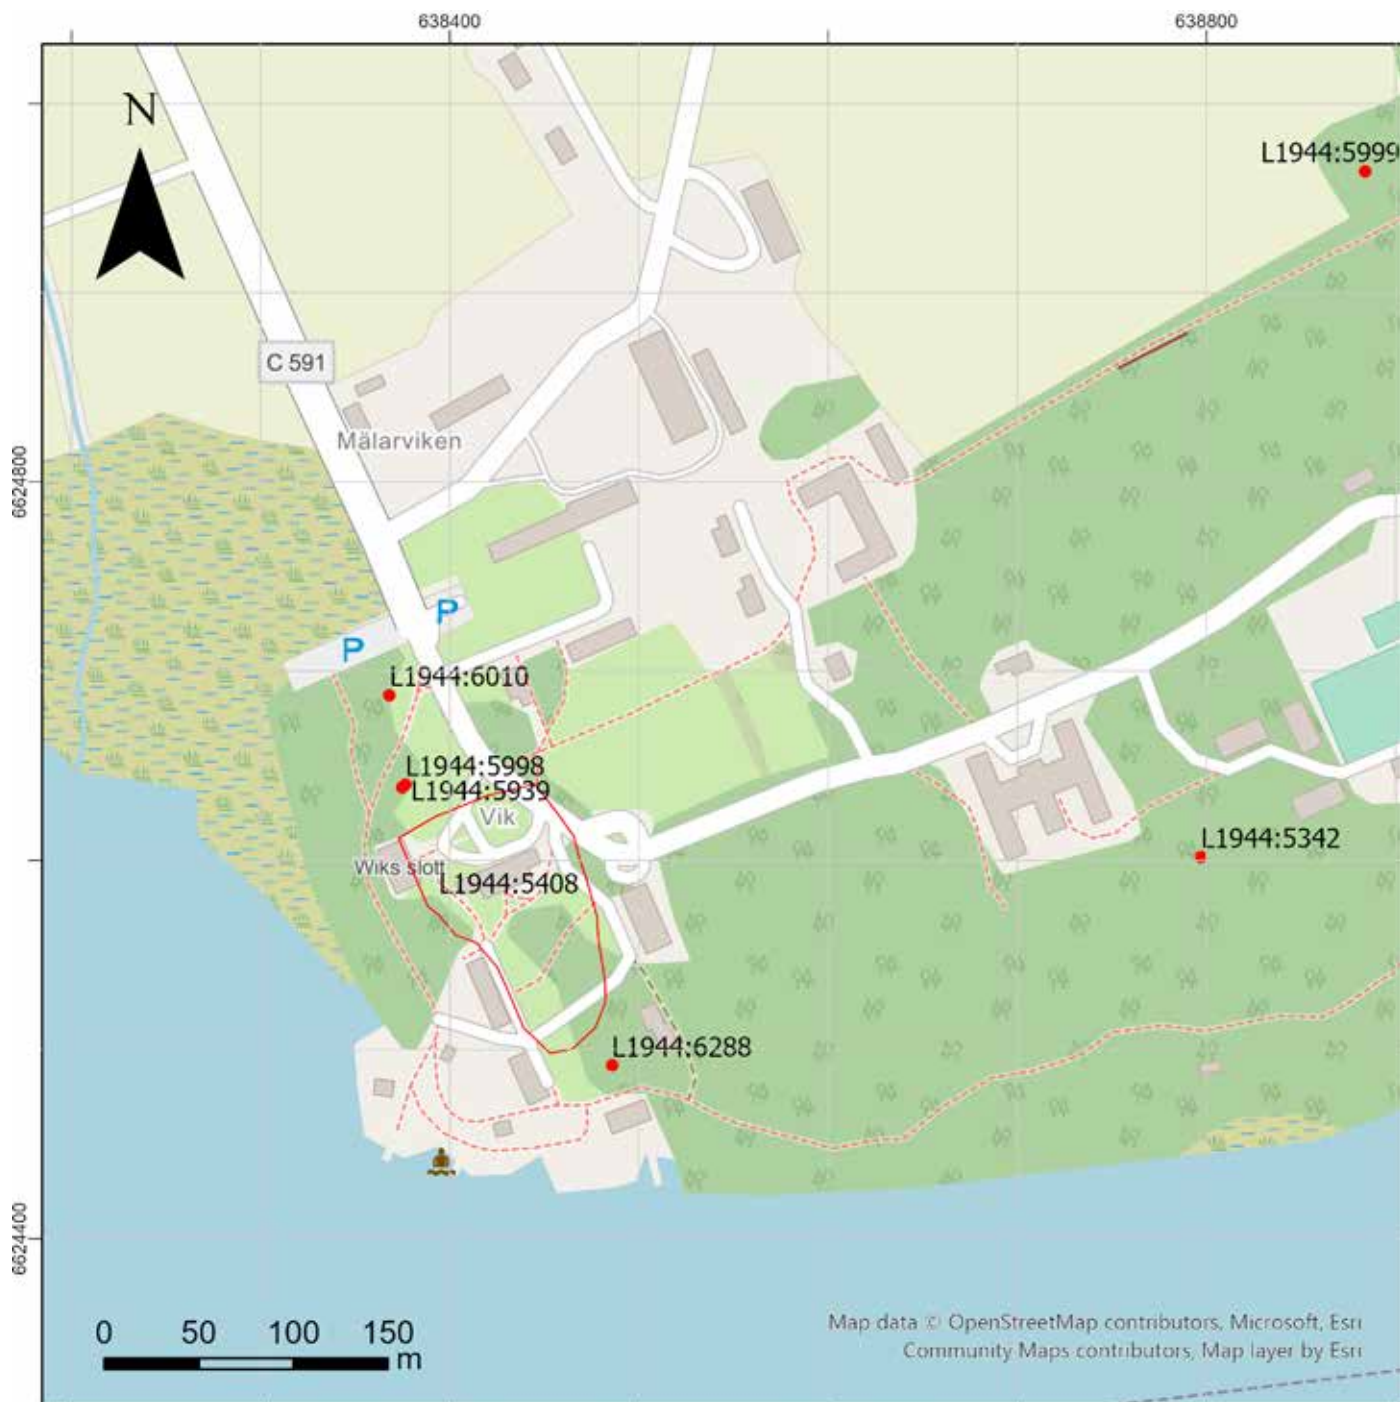 638400
638800
N
L1944:5999
C 591
Mälarviken
6624800
P
P
L1944:6010
L1944:5998
L1944:5939
Vik
L1944:5342
Wiks slott
L1944:5408
L1944:6288
6624400
0 50 100 150
m
Map data © OpenStreetMap contributors, Microsoft, Esri
Community Maps contributors, Map layer by Esri